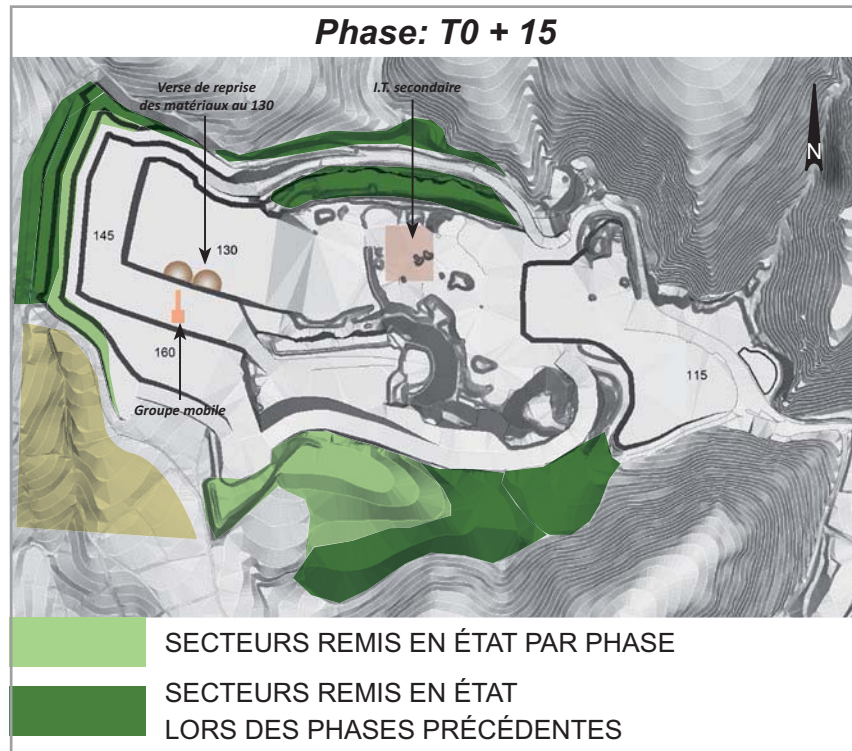 Phase: T0 + 15
Verse de reprise
des matériaux au 130
I.T. secondaire
N
145
130
160
Groupe mobile
115
SECTEURS REMIS EN ÉTAT PAR PHASE
SECTEURS REMIS EN ÉTAT
LORS DES PHASES PRÉCÉDENTES